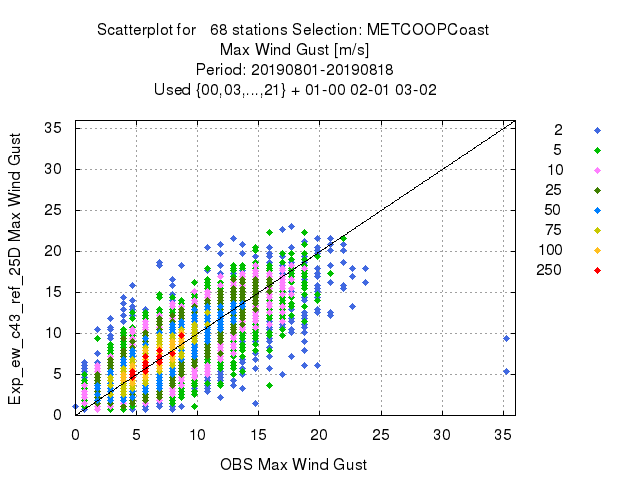 Scatterplot for 68 stations Selection: METCOOPCoast
Max Wind Gust [m/s]
Period: 20190801-20190818
Used {00,03,...,21} + 01-00 02-01 03-02
Exp_ew_c43_ref_25D Max Wind Gust
35
30
25
20
15
10
5
0
0 5 10 15 20 25 30 35
OBS Max Wind Gust
2
5
10
25
50
75
100
250